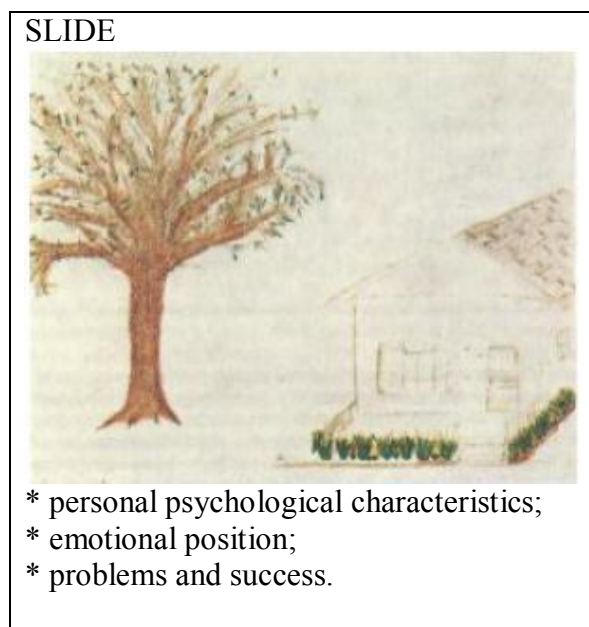 SLIDE
* personal psychological characteristics;
* emotional position;
* problems and success.